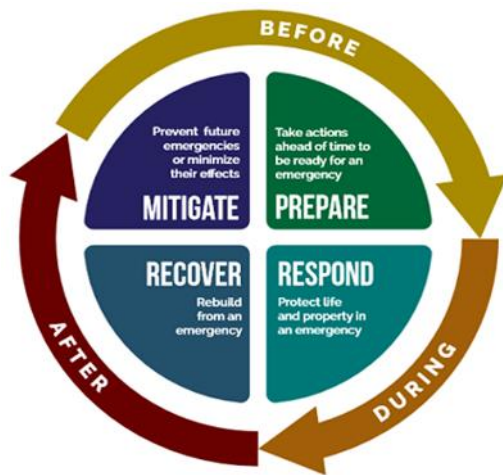 BEFORE
Prevent future
emergencies
or minimize
their effects
MITIGATE
Take actions
ahead of time to
be ready for an
emergency
PREPARE
RECOVER
Rebuild
from an
emergency
RESPOND
Protect life
and property in
an emergency
AFTER
DURING